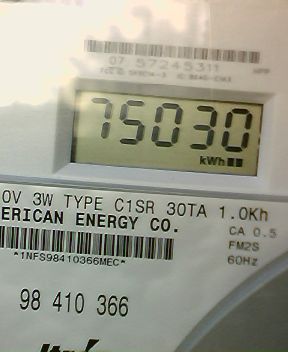 07 57245311
75030
kWh
0V 3W TYPE C1SR 30TA 1.0Kh
ERICAN ENERGY CO.
CA 0.5
FM2S
60Hz
*1NFS98410366MEC*
98 410 366